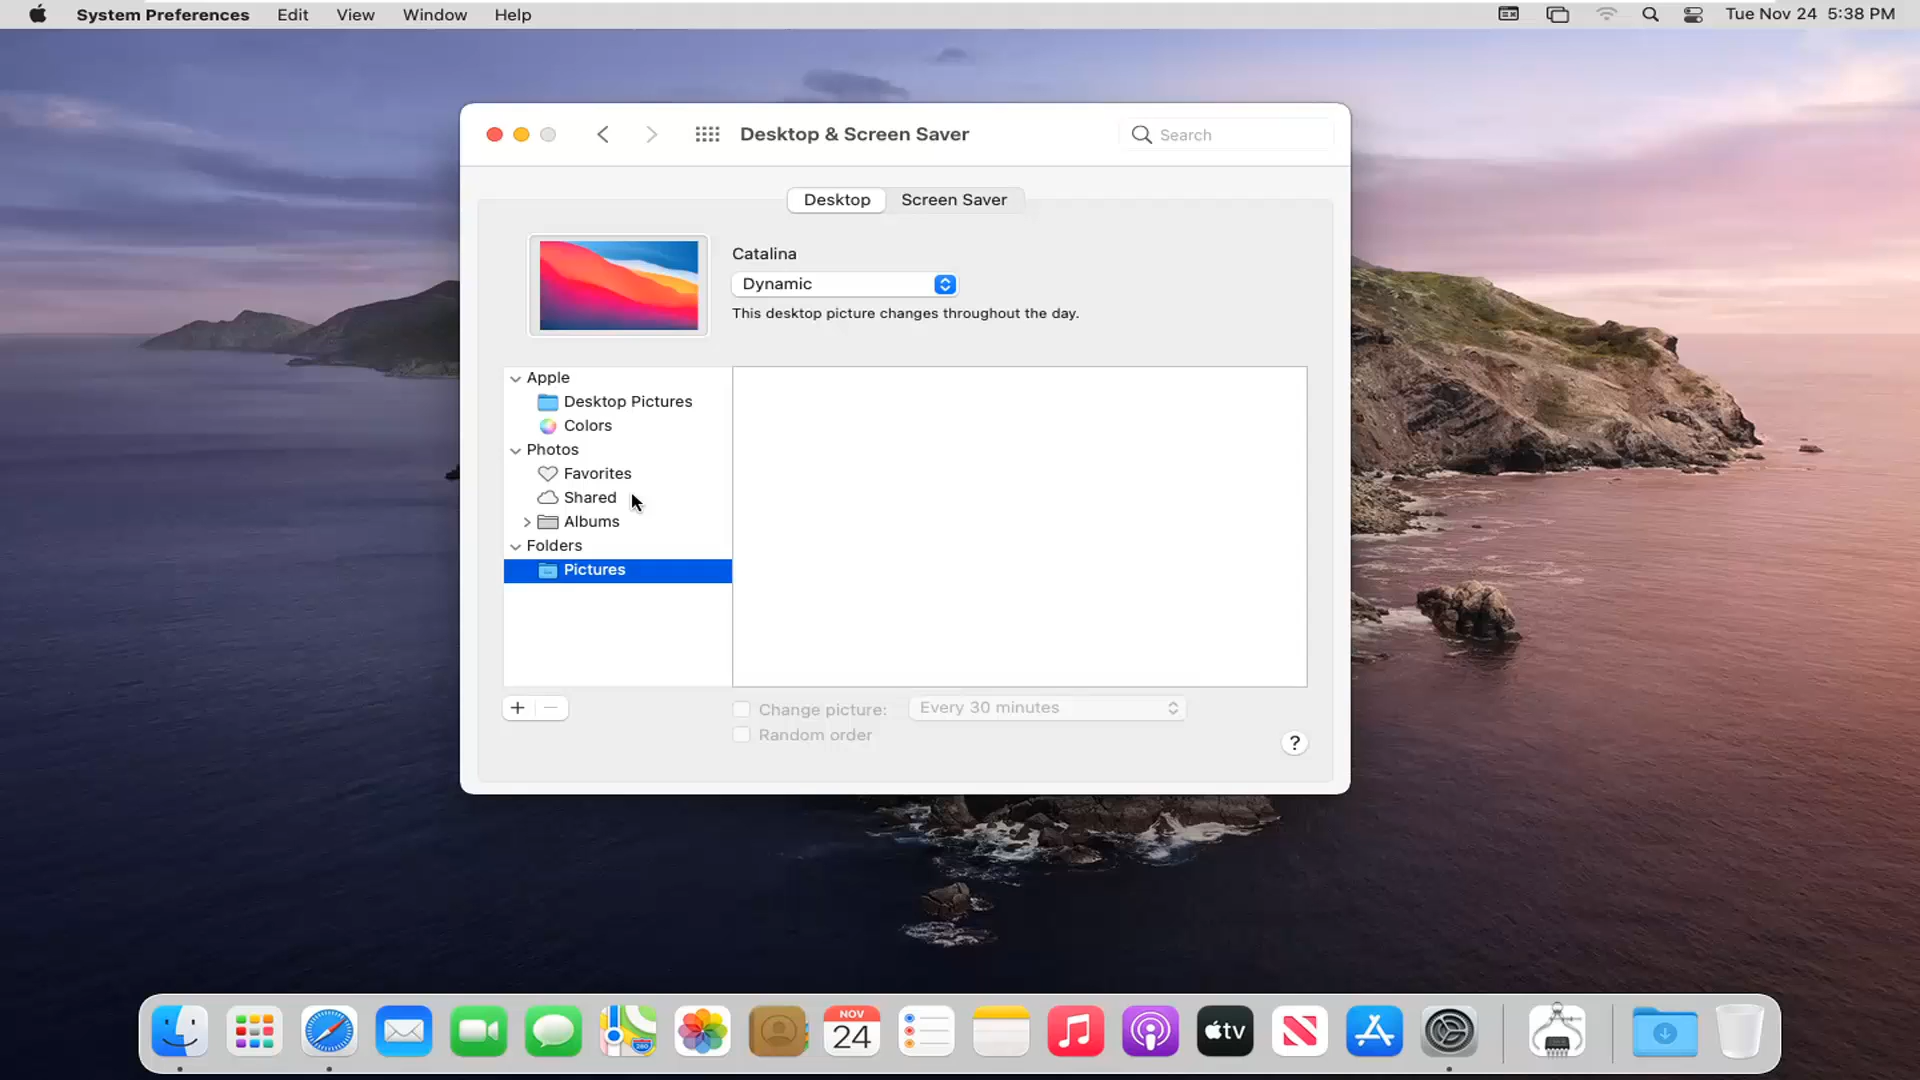 System Preferences Edit View Window Help Tue Nov 24 5:38 PM
Desktop & Screen Saver Search
Desktop Screen Saver
Catalina
Dynamic
This desktop picture changes throughout the day.
Apple
Desktop Pictures
Colors
Photos
Favorites
Shared
Albums
Folders
Pictures
+ −
Change picture: Every 30 minutes
Random order
?
NOV
24
280
tv